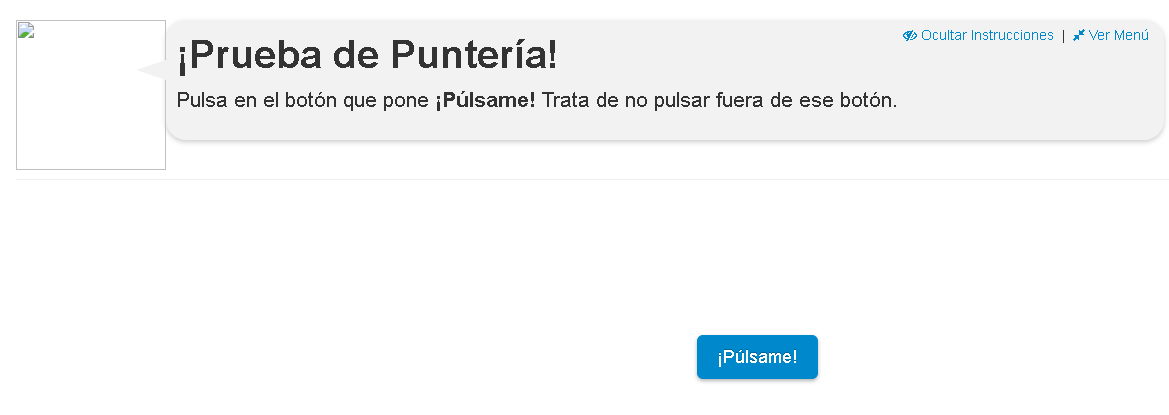 Ocultar Instrucciones | Ver Menú
¡Prueba de Puntería!
Pulsa en el botón que pone ¡Púlsame! Trata de no pulsar fuera de ese botón.
¡Púlsame!